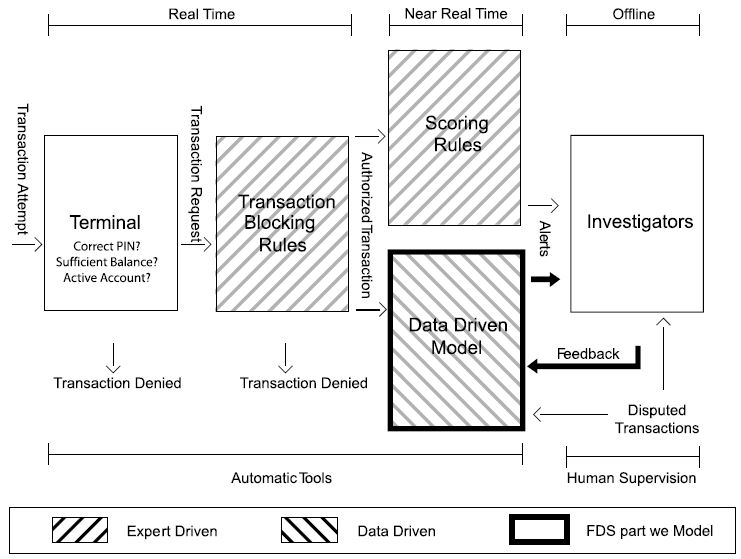 Real Time
Near Real Time
Offline
Transaction Attempt
Terminal
Correct PIN?
Sufficient Balance?
Active Account?
Transaction Request
Transaction
Blocking
Rules
Authorized Transaction
Scoring
Rules
Data Driven
Model
Alerts
Investigators
Feedback
Transaction Denied
Transaction Denied
Disputed
Transactions
Automatic Tools
Human Supervision
Expert Driven
Data Driven
FDS part we Model